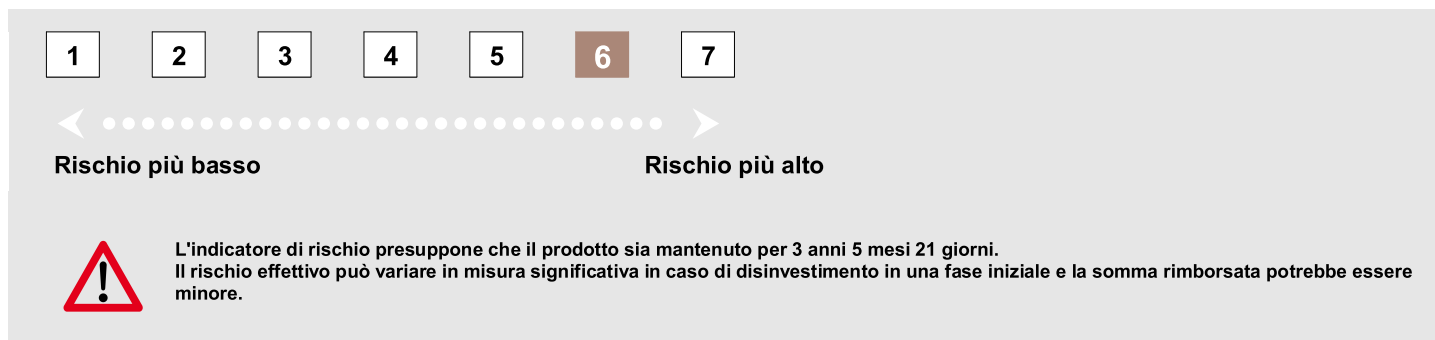 1 2 3 4 5 6 7
Rischio più basso Rischio più alto
L'indicatore di rischio presuppone che il prodotto sia mantenuto per 3 anni 5 mesi 21 giorni.
Il rischio effettivo può variare in misura significativa in caso di disinvestimento in una fase iniziale e la somma rimborsata potrebbe essere
minore.